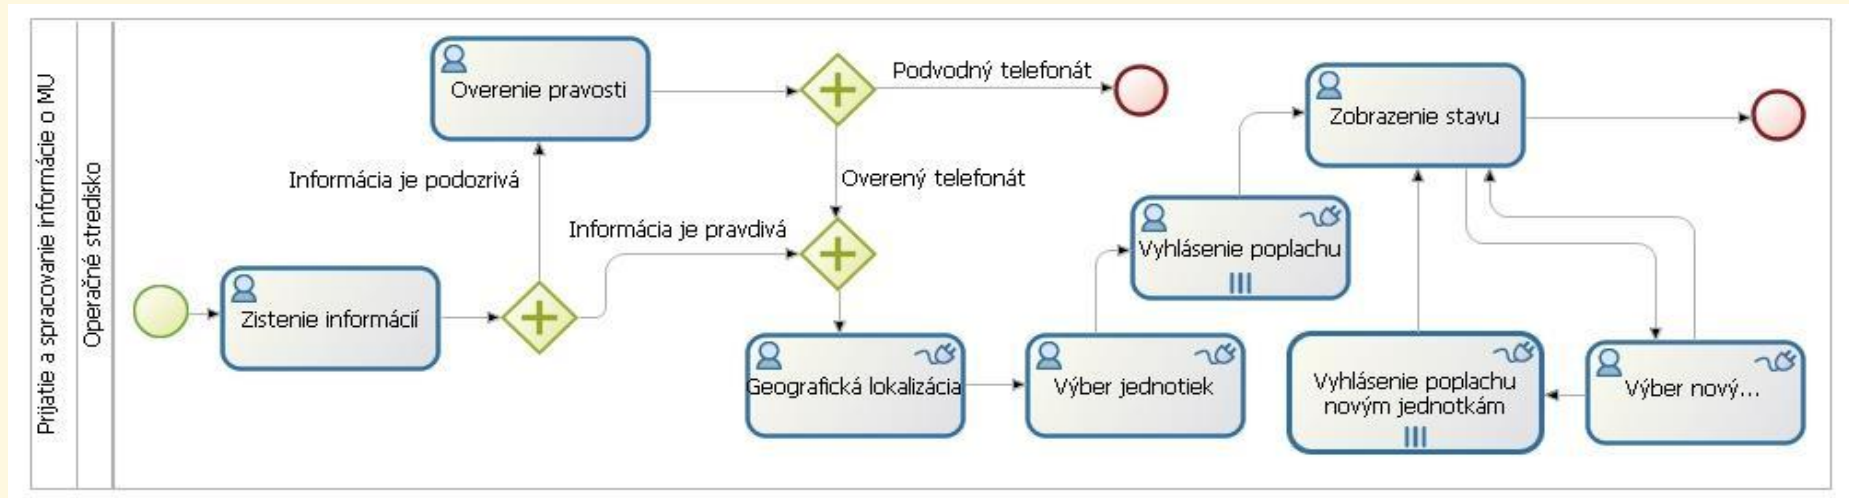 Prijatie a spracovanie informácie o MU
Operačné stredisko
Zistenie informácií
Informácia je podozrivá
Overenie pravosti
Informácia je pravdivá
Podvodný telefonát
Overený telefonát
Geografická lokalizácia
Výber jednotiek
Vyhlásenie poplachu
Zobrazenie stavu
Vyhlásenie poplachu
novým jednotkám
Výber nový...